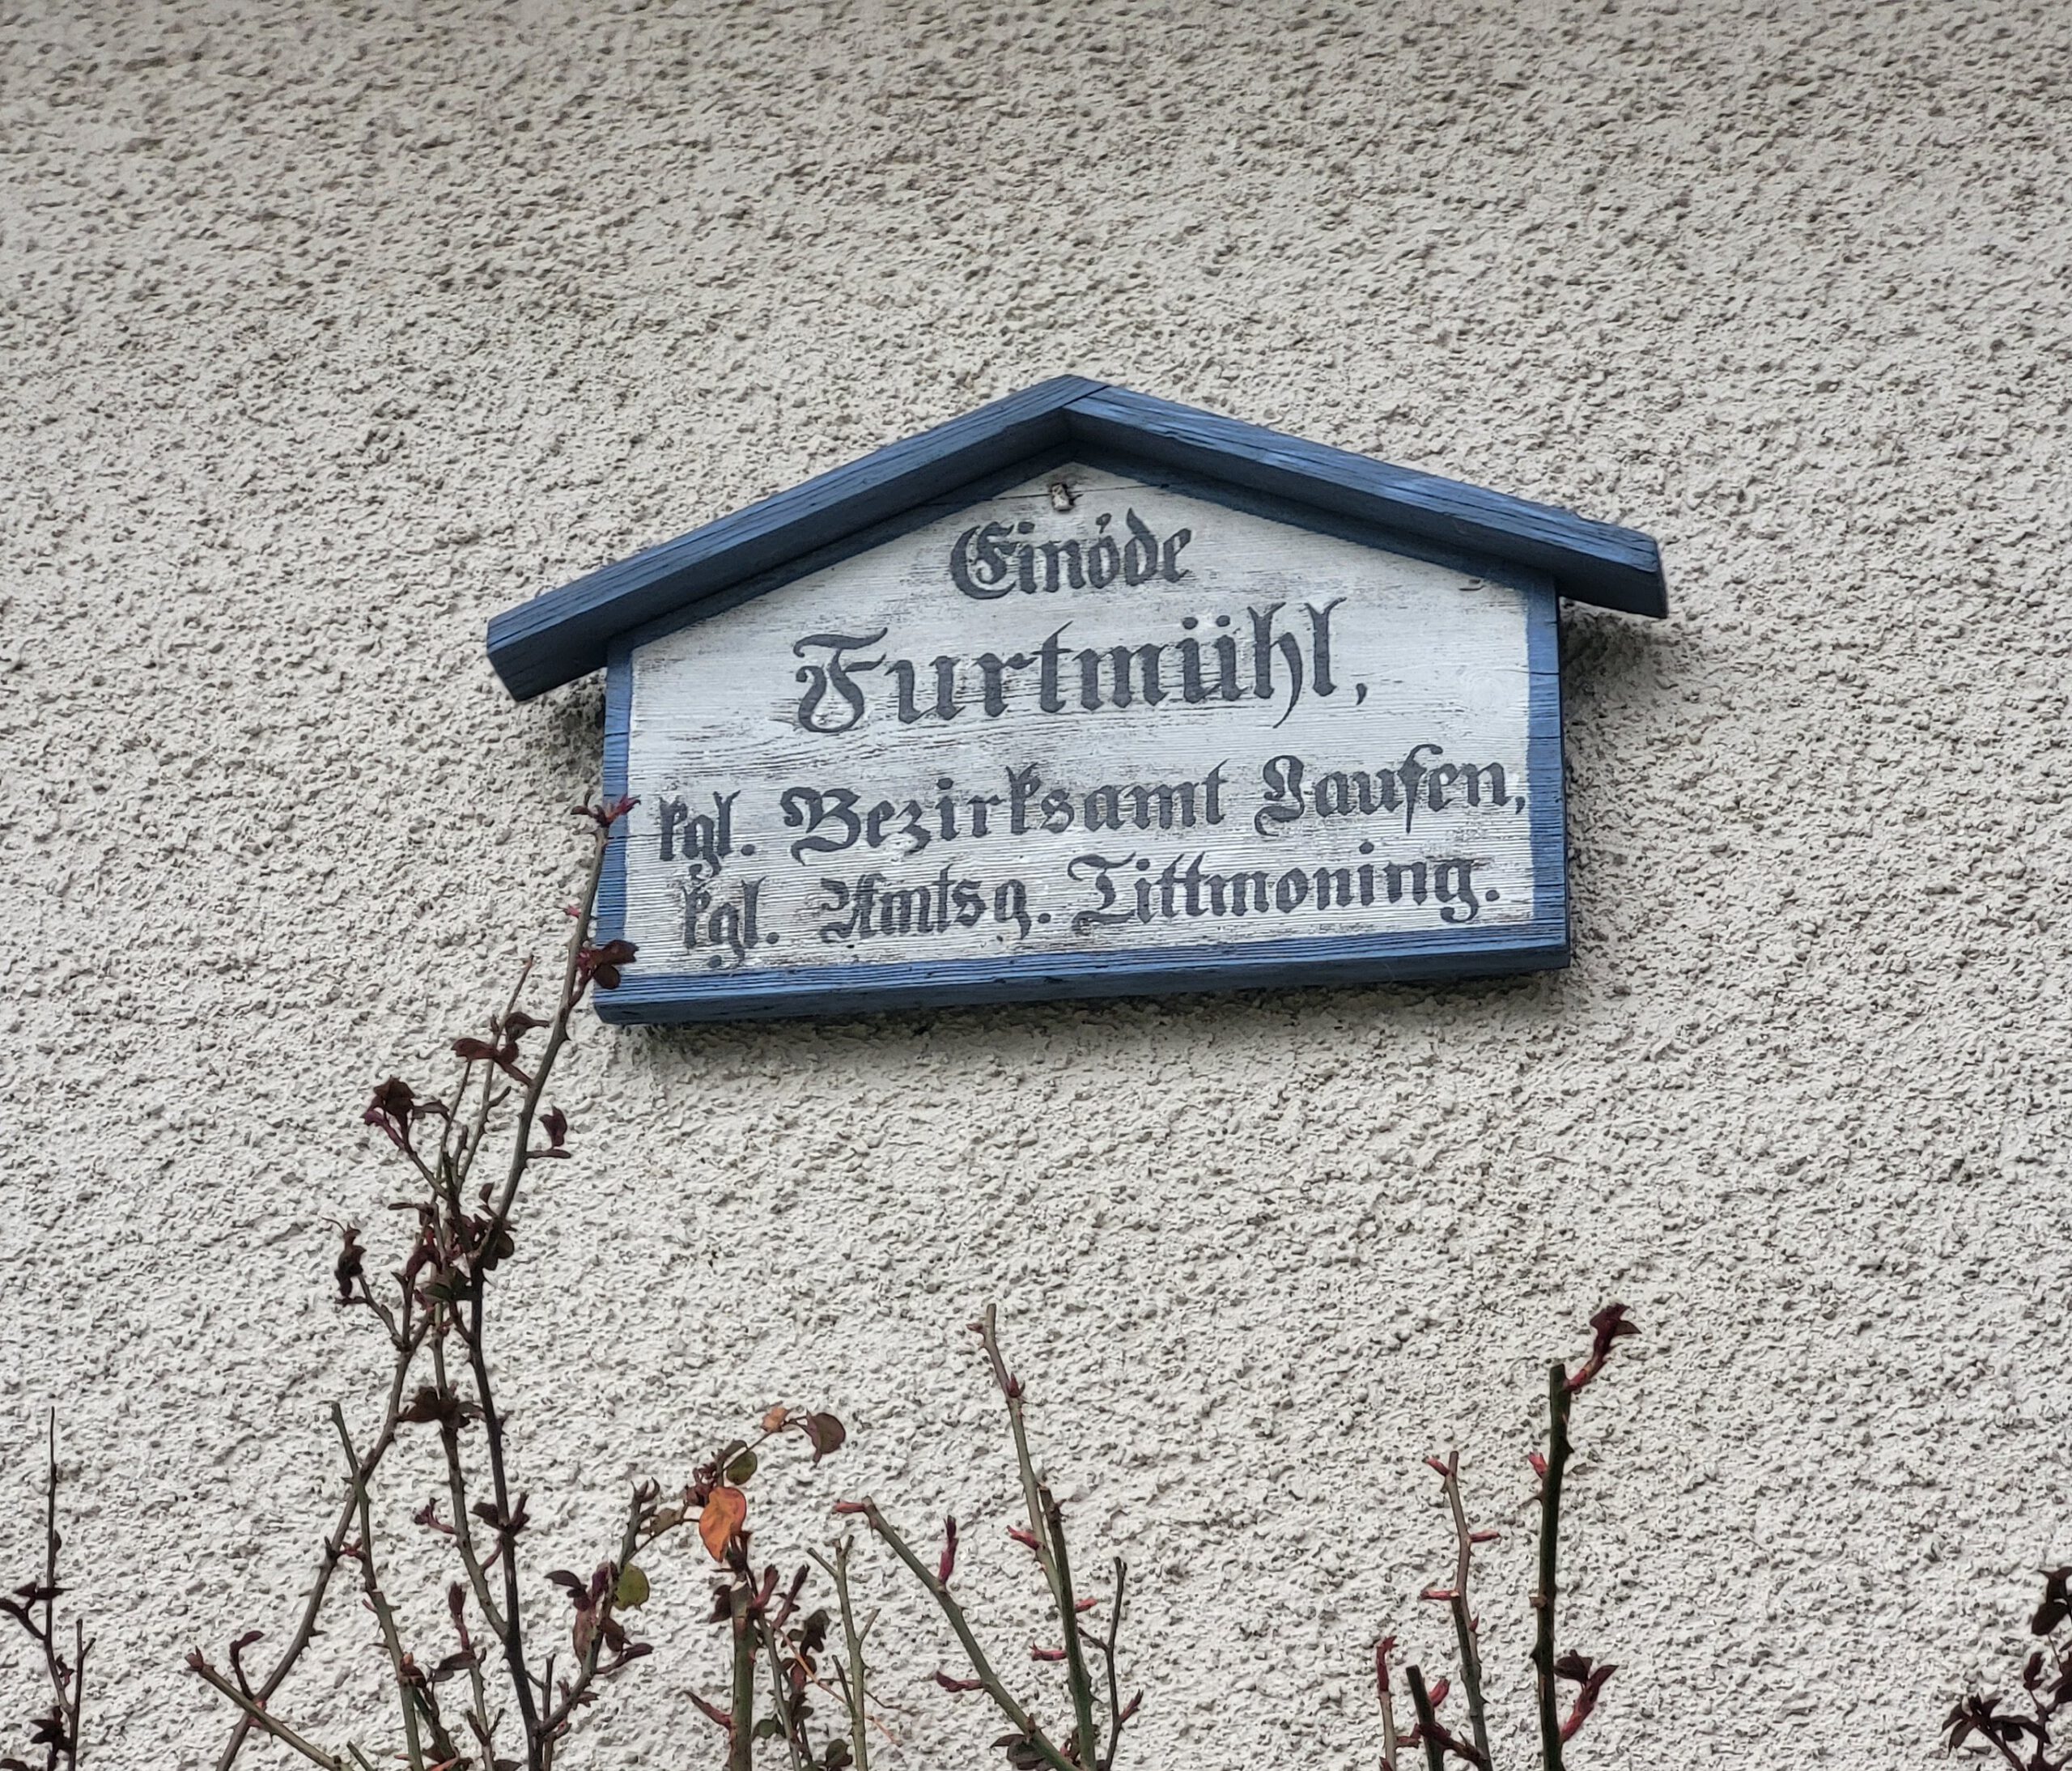 Einöde
Furtmühl,
kgl. Bezirksamt Laufen,
kgl. Amtsg. Tittmoning.